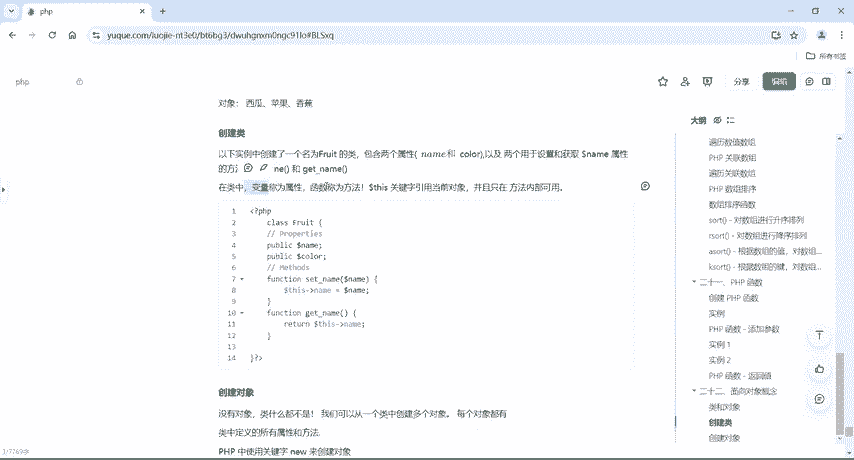 php
yuque.com/luojie-nt3e0/bt6bg3/dwuhgnxm0ngc91lo#BLSxq
所有书签
php
分享
编辑
对象： 西瓜、苹果、香蕉
创建类
以下实例中创建了一个名为Fruit 的类，包含两个属性( name和 color),以及 两个用于设置和获取 $name 属性
的方 ne() 和 get_name()
在类中，变量称为属性，函数称为方法！$this 关键字引用当前对象，并且只在 方法内部可用。
1 <?php
2 class Fruit {
3 // Properties
4 public $name;
5 public $color;
6 // Methods
7 function set_name($name) {
8 $this->name = $name;
9 }
10 function get_name() {
11 return $this->name;
12 }
13
14 }?>
创建对象
没有对象，类什么都不是！ 我们可以从一个类中创建多个对象。 每个对象都有
类中定义的所有属性和方法.
PHP 中使用关键字 new 来创建对象
大纲
遍历数值数组
PHP 关联数组
遍历关联数组
PHP 数组排序
数组排序函数
sort() - 对数组进行升序排列
rsort() - 对数组进行降序排列
asort() - 根据数组的值，对数组...
ksort() - 根据数组的键，对数组...
二十一、PHP 函数
创建 PHP 函数
实例
PHP 函数 - 添加参数
实例 1
实例 2
PHP 函数 - 返回值
二十二、面向对象概念
类和对象
创建类
创建对象